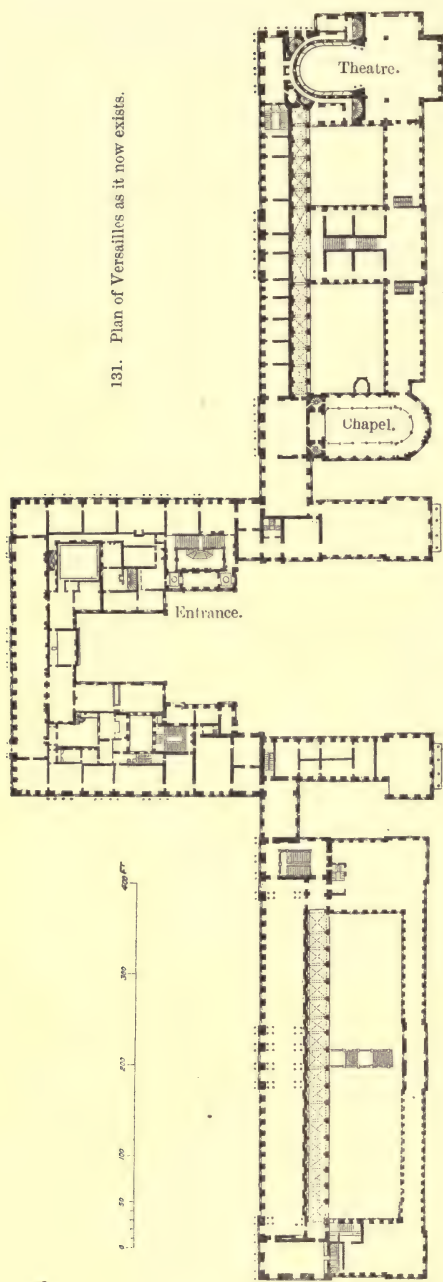 131. Plan of Versailles as it now exists.
Theatre.
Chapel.
Entrance.
0 50 100 200 300 400 FT